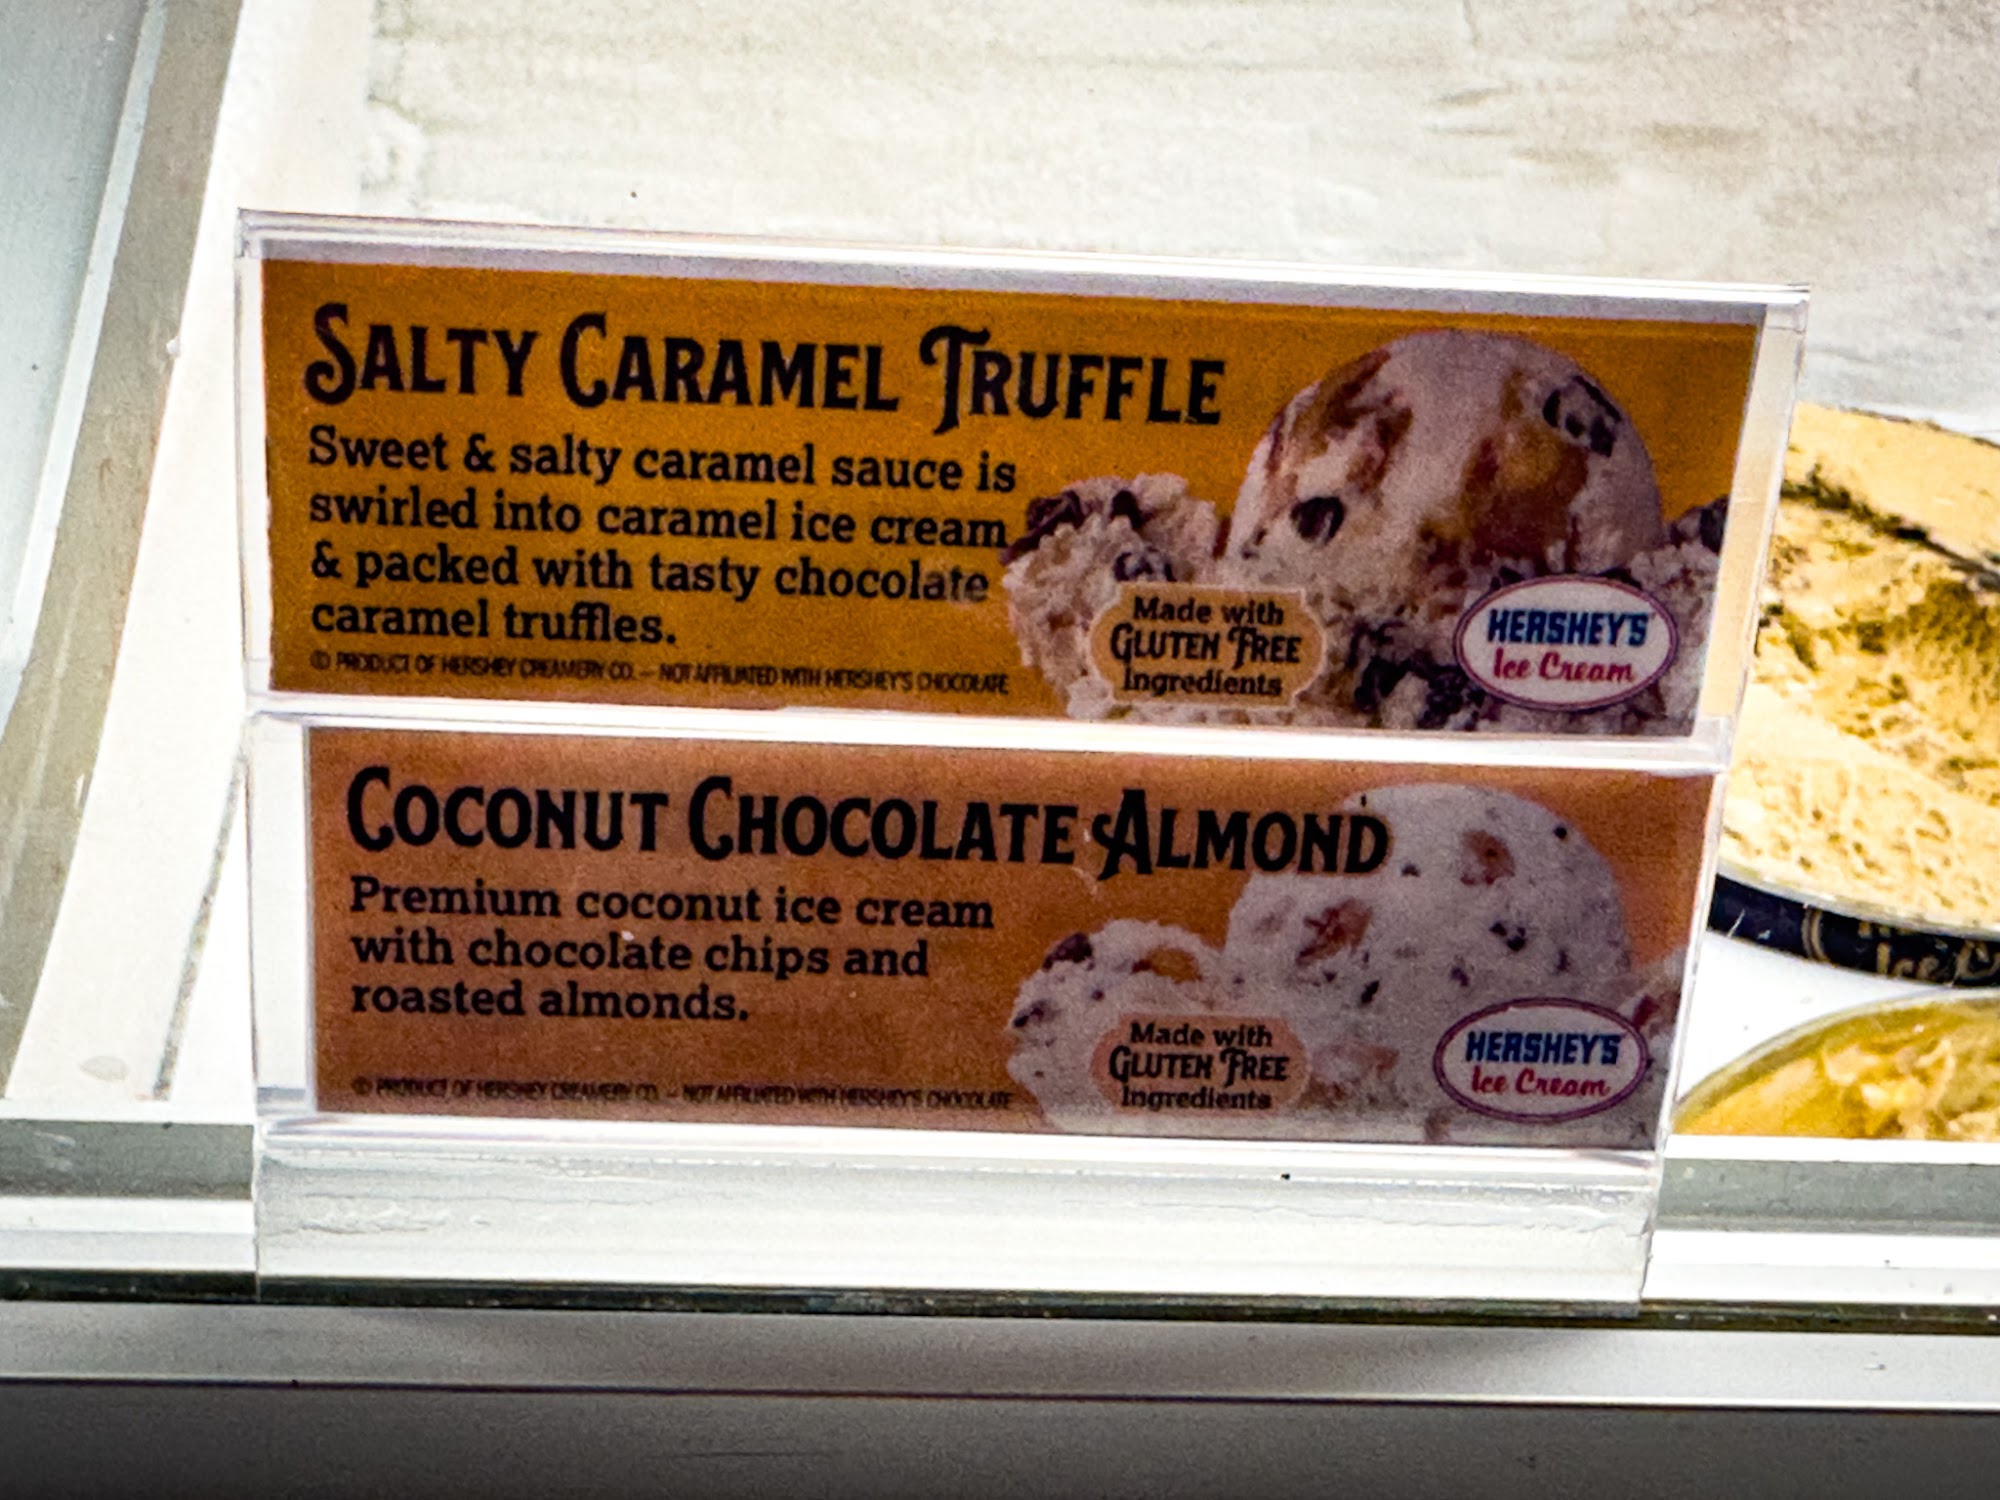 SALTY CARAMEL TRUFFLE
Sweet & salty caramel sauce is
swirled into caramel ice cream
& packed with tasty chocolate
caramel truffles.
© PRODUCT OF HERSHEY CREAMERY CO. – NOT AFFILIATED WITH HERSHEY'S CHOCOLATE
Made with
GLUTEN FREE
Ingredients
HERSHEY'S
Ice Cream
COCONUT CHOCOLATE ALMOND
Premium coconut ice cream
with chocolate chips and
roasted almonds.
© PRODUCT OF HERSHEY CREAMERY CO. – NOT AFFILIATED WITH HERSHEY'S CHOCOLATE
Made with
GLUTEN FREE
Ingredients
HERSHEY'S
Ice Cream